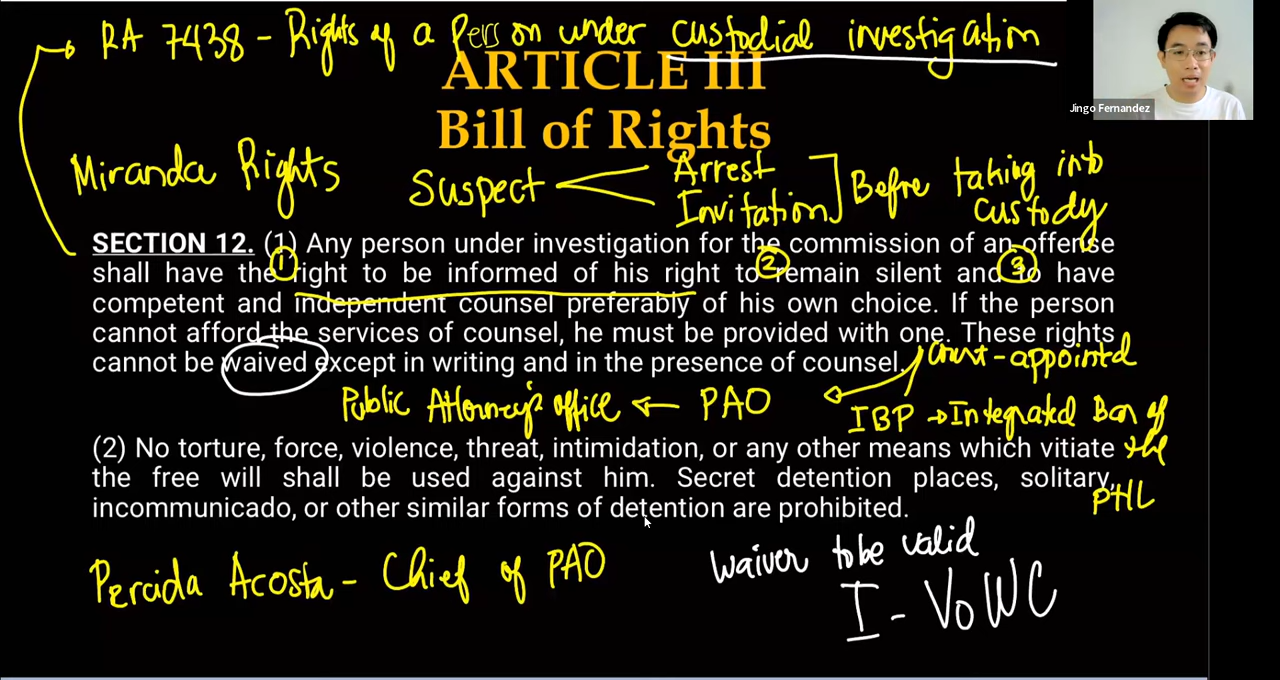 RA 7438 - Rights of a Person under custodial investigation
ARTICLE III
Jingo Fernandez
Bill of Rights
Miranda Rights
Suspect
Arrest
Invitation
Befre taking into
custody
SECTION 12. (1) Any person under investigation for the commission of an offense
shall have the ① right to be informed of his right to ② remain silent and ③ to have
competent and independent counsel preferably of his own choice. If the person
cannot afford the services of counsel, he must be provided with one. These rights
cannot be waived except in writing and in the presence of counsel.
Court-appointed
Public Attorney's office ← PAO
IBP → Integrated Bar of
the
PHL
(2) No torture, force, violence, threat, intimidation, or any other means which vitiate
the free will shall be used against him. Secret detention places, solitary,
incommunicado, or other similar forms of detention are prohibited.
Percida Acosta - Chief of PAO
Waiver to be valid
I - VoWC